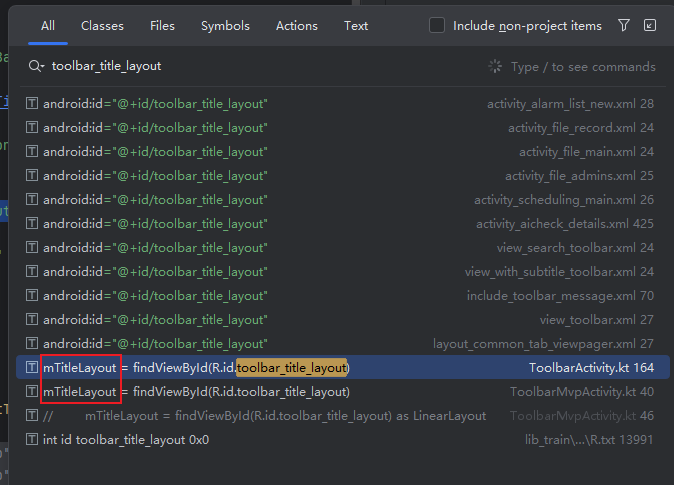 All Classes Files Symbols Actions Text Include non-project items
toolbar_title_layout Type / to see commands
android:id="@+id/toolbar_title_layout" activity_alarm_list_new.xml 28
android:id="@+id/toolbar_title_layout" activity_file_record.xml 24
android:id="@+id/toolbar_title_layout" activity_file_main.xml 24
android:id="@+id/toolbar_title_layout" activity_file_admins.xml 25
android:id="@+id/toolbar_title_layout" activity_scheduling_main.xml 26
android:id="@+id/toolbar_title_layout" activity_aicheck_details.xml 425
android:id="@+id/toolbar_title_layout" view_search_toolbar.xml 24
android:id="@+id/toolbar_title_layout" view_with_subtitle_toolbar.xml 24
android:id="@+id/toolbar_title_layout" include_toolbar_message.xml 70
android:id="@+id/toolbar_title_layout" view_toolbar.xml 24
android:id="@+id/toolbar_title_layout" layout_common_tab_viewpager.xml 27
mTitleLayout = findViewById(R.id.toolbar_title_layout) ToolbarActivity.kt 164
mTitleLayout = findViewById(R.id.toolbar_title_layout) ToolbarMvpActivity.kt 40
// mTitleLayout = findViewById(R.id.toolbar_title_layout) as LinearLayout ToolbarMvpActivity.kt 46
int id toolbar_title_layout 0x0 lib_train\...\R.txt 13991